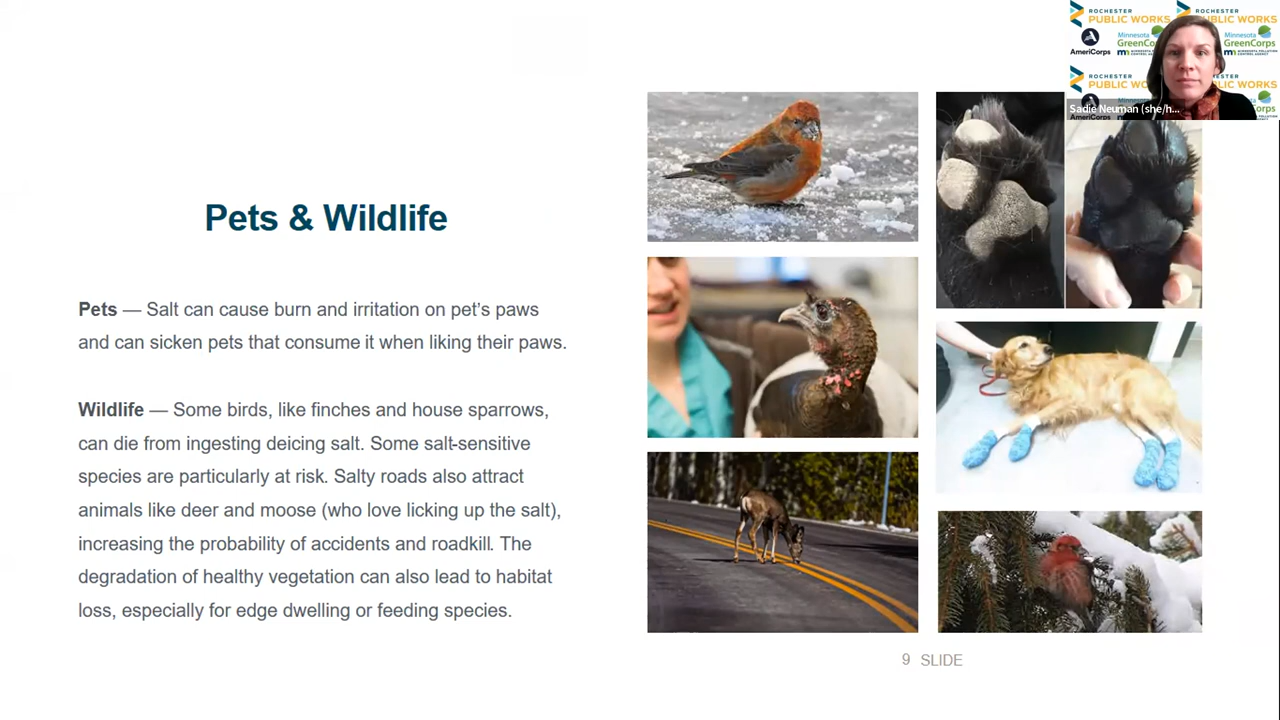 Pets & Wildlife
Pets — Salt can cause burn and irritation on pet's paws
and can sicken pets that consume it when liking their paws.
Wildlife — Some birds, like finches and house sparrows,
can die from ingesting deicing salt. Some salt-sensitive
species are particularly at risk. Salty roads also attract
animals like deer and moose (who love licking up the salt),
increasing the probability of accidents and roadkill. The
degradation of healthy vegetation can also lead to habitat
loss, especially for edge dwelling or feeding species.
9 SLIDE
ROCHESTER
PUBLIC WORKS
AmeriCorps
Minnesota
GreenCorps
Minnesota
GreenCorps
ROCHESTER
PUBLIC
Sadie Neuman (she/h...